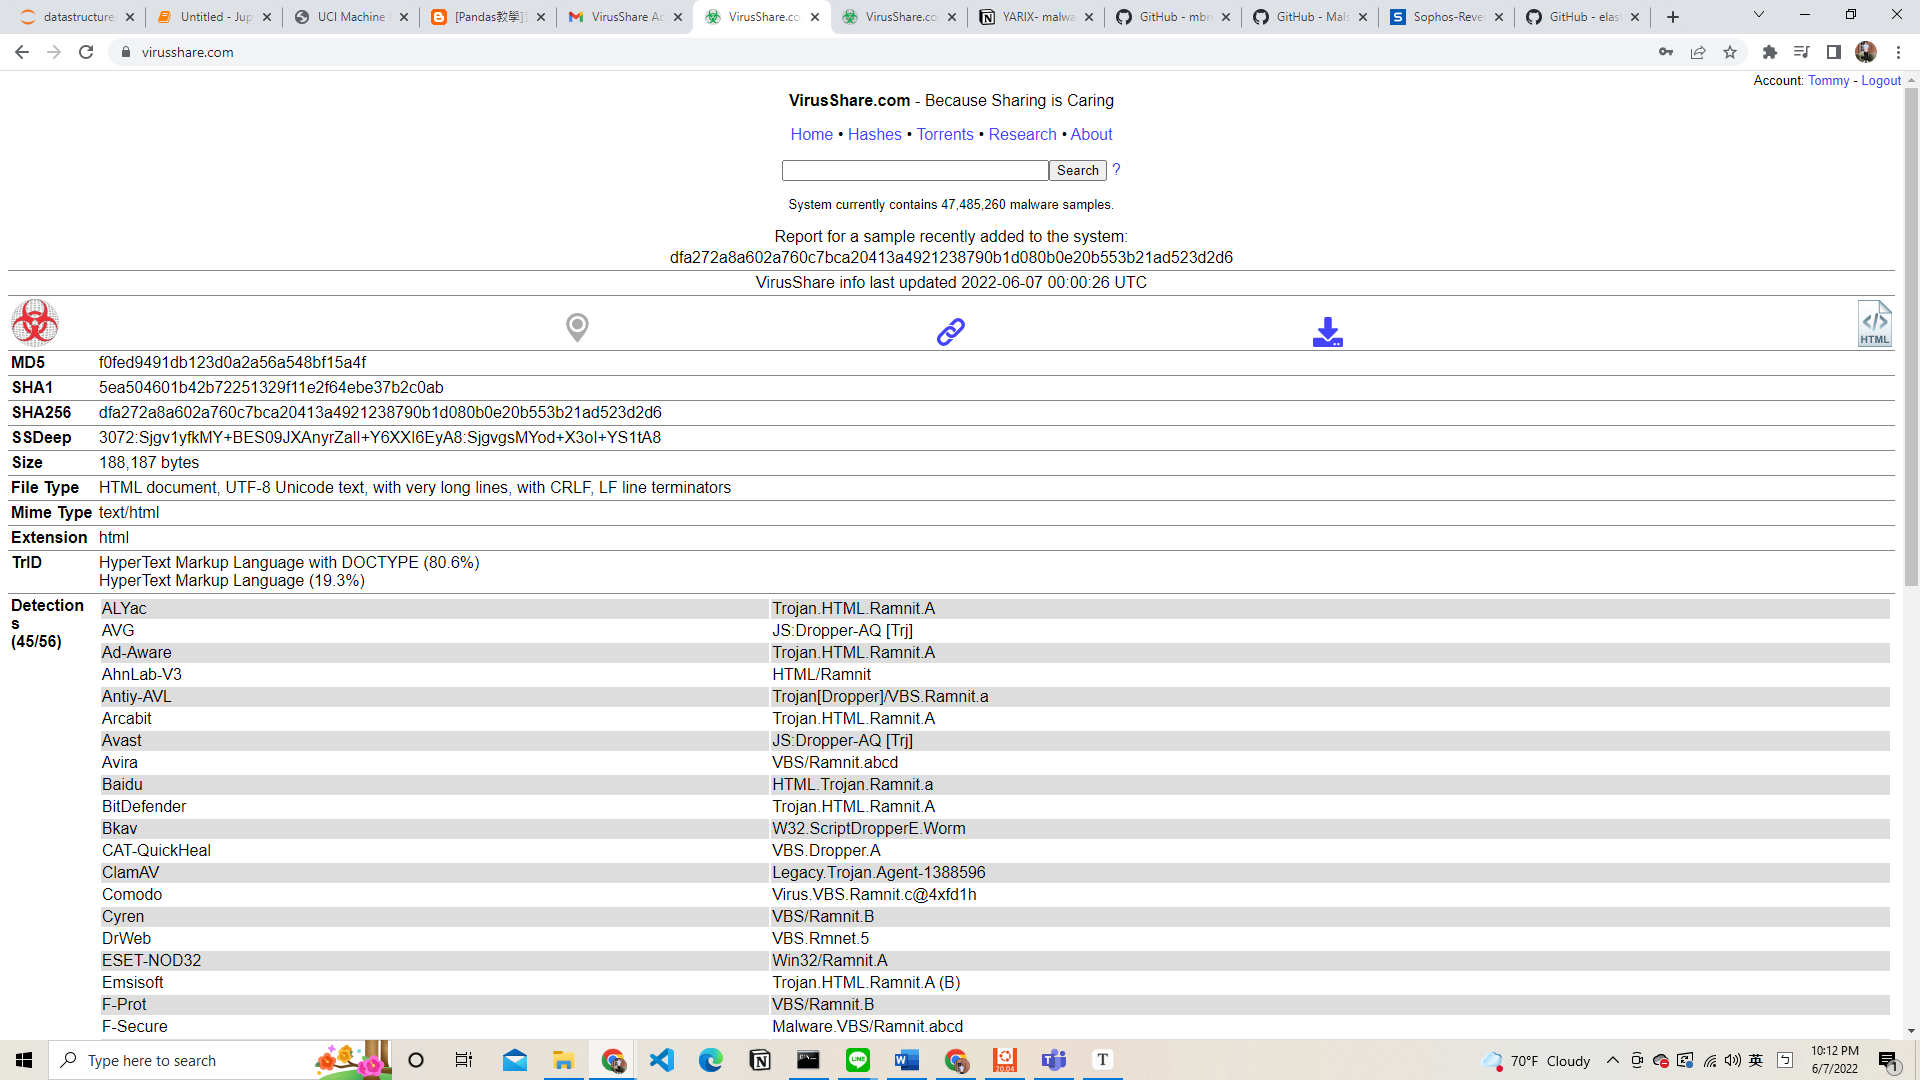 datastructure,
Untitled - Jup
UCI Machine
[Pandas教學]
VirusShare Ac
VirusShare.co
VirusShare.co
YARIX- malwa
GitHub - mbr
GitHub - Mals
Sophos-Reve
GitHub - elas
virusshare.com
Account: Tommy - Logout
VirusShare.com - Because Sharing is Caring
Home • Hashes • Torrents • Research • About
Search ?
System currently contains 47,485,260 malware samples.
Report for a sample recently added to the system:
dfa272a8a602a760c7bca20413a4921238790b1d080b0e20b553b21ad523d2d6
VirusShare info last updated 2022-06-07 00:00:26 UTC
HTML
MD5 f0fed9491db123d0a2a56a548bf15a4f
SHA1 5ea504601b42b72251329f11e2f64ebe37b2c0ab
SHA256 dfa272a8a602a760c7bca20413a4921238790b1d080b0e20b553b21ad523d2d6
SSDeep 3072:Sjgv1yfkMY+BES09JXAnyrZalI+Y6XXI6EyA8:SjgvgsMYod+X3oI+YS1tA8
Size 188,187 bytes
File Type HTML document, UTF-8 Unicode text, with very long lines, with CRLF, LF line terminators
Mime Type text/html
Extension html
TrID HyperText Markup Language with DOCTYPE (80.6%)
HyperText Markup Language (19.3%)
Detection
s
(45/56)
ALYac Trojan.HTML.Ramnit.A
AVG JS:Dropper-AQ [Trj]
Ad-Aware Trojan.HTML.Ramnit.A
AhnLab-V3 HTML/Ramnit
Antiy-AVL Trojan[Dropper]/VBS.Ramnit.a
Arcabit Trojan.HTML.Ramnit.A
Avast JS:Dropper-AQ [Trj]
Avira VBS/Ramnit.abcd
Baidu HTML.Trojan.Ramnit.a
BitDefender Trojan.HTML.Ramnit.A
Bkav W32.ScriptDropperE.Worm
CAT-QuickHeal VBS.Dropper.A
ClamAV Legacy.Trojan.Agent-1388596
Comodo Virus.VBS.Ramnit.c@4xfd1h
Cyren VBS/Ramnit.B
DrWeb VBS.Rmnet.5
ESET-NOD32 Win32/Ramnit.A
Emsisoft Trojan.HTML.Ramnit.A (B)
F-Prot VBS/Ramnit.B
F-Secure Malware.VBS/Ramnit.abcd
Type here to search
20.04
70°F Cloudy
英
10:12 PM
6/7/2022
1